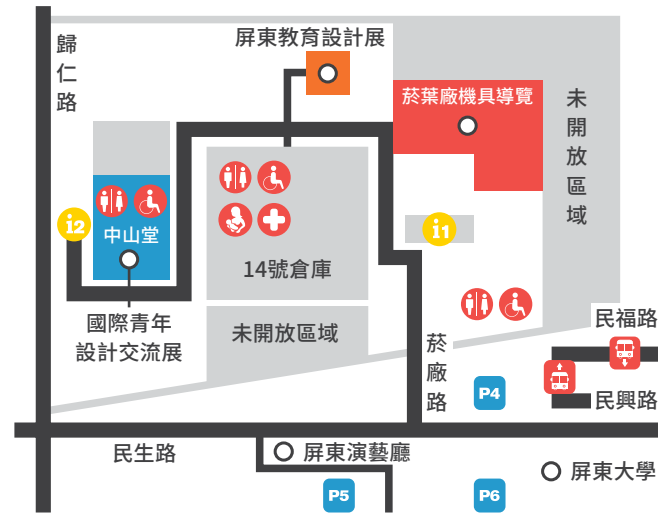 屏東教育設計展
歸仁路
菸葉廠機具導覽
未開放區域
i2
中山堂
i1
14號倉庫
國際青年
設計交流展
未開放區域
菸廠路
民福路
P4
民興路
民生路
屏東演藝廳
屏東大學
P5
P6